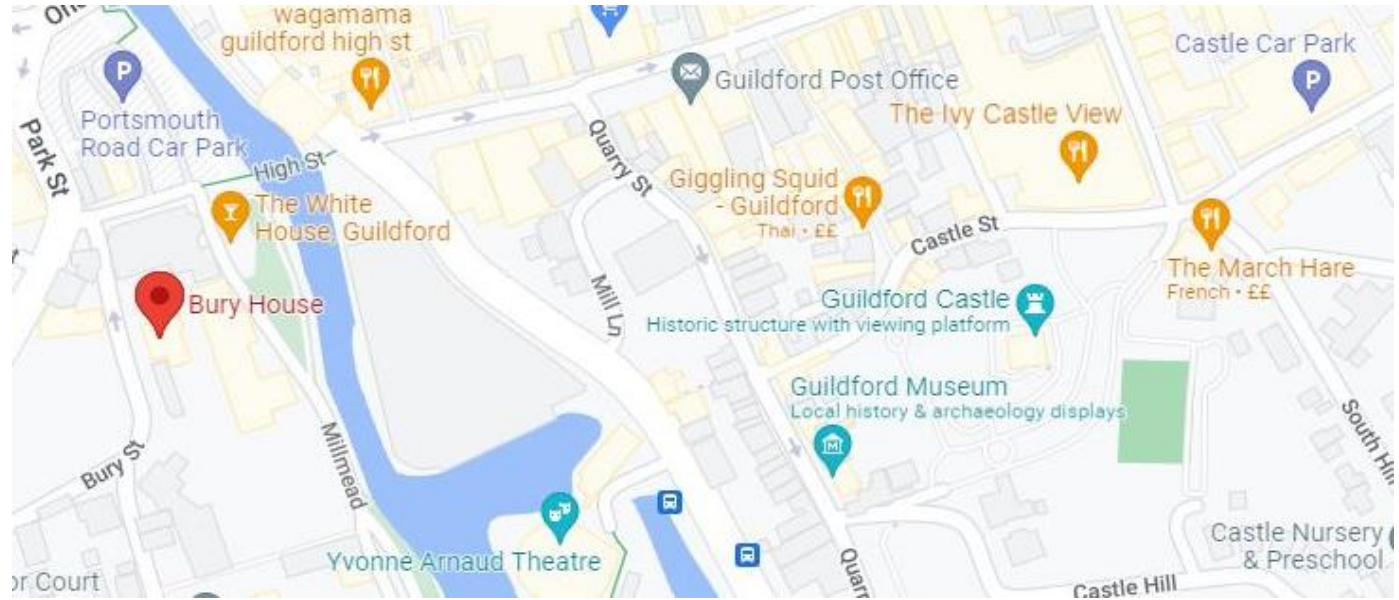 wagamama
guildford high st
Guildford Post Office
Castle Car Park
P
P
Portsmouth
Road Car Park
Park St
High St
Quarry St
The Ivy Castle View
Giggling Squid
- Guildford
Thai • ££
The White
House, Guildford
Castle St
The March Hare
French • ££
Bury House
Mill Ln
Guildford Castle
Historic structure with viewing platform
Guildford Museum
Local history & archaeology displays
M
South Hill
Bury St
Millmead
Yvonne Arnaud Theatre
Castle Nursery
& Preschool
Court
Castle Hill